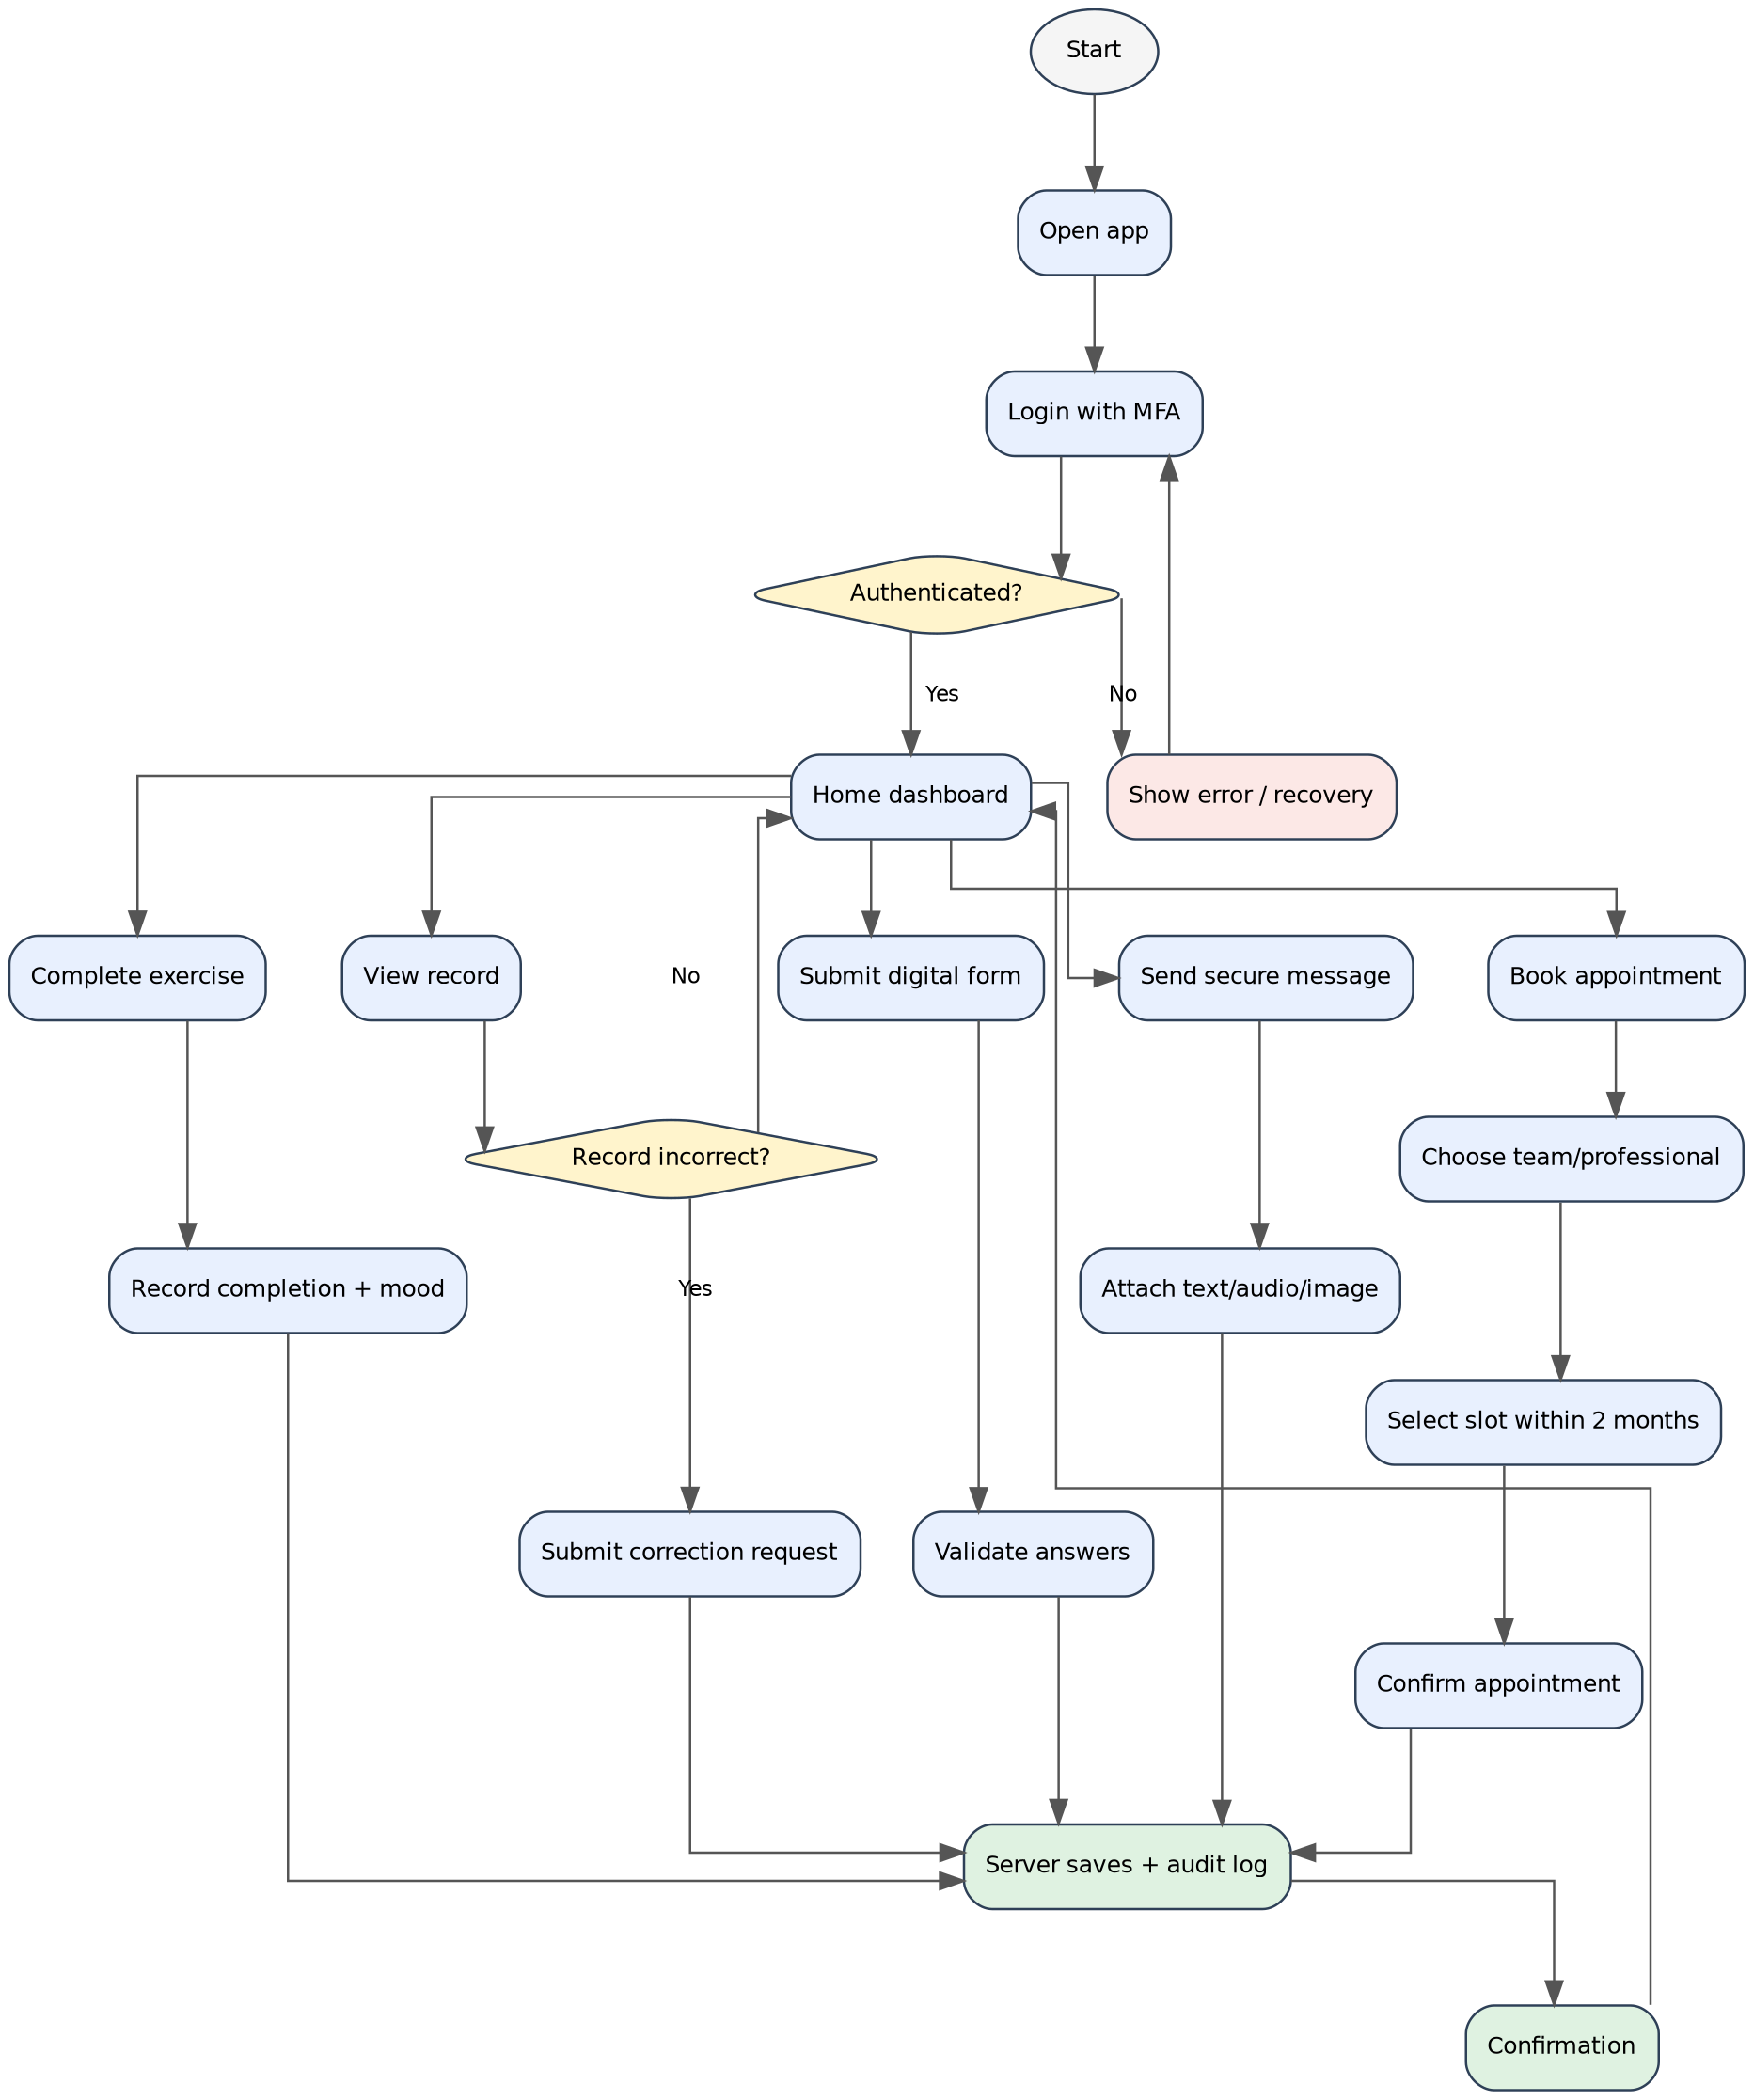 Start
Open app
Login with MFA
Authenticated?
Yes
No
Home dashboard
Show error / recovery
Complete exercise
View record
No
Submit digital form
Send secure message
Book appointment
Record incorrect?
Choose team/professional
Record completion + mood
Yes
Attach text/audio/image
Select slot within 2 months
Submit correction request
Validate answers
Confirm appointment
Server saves + audit log
Confirmation